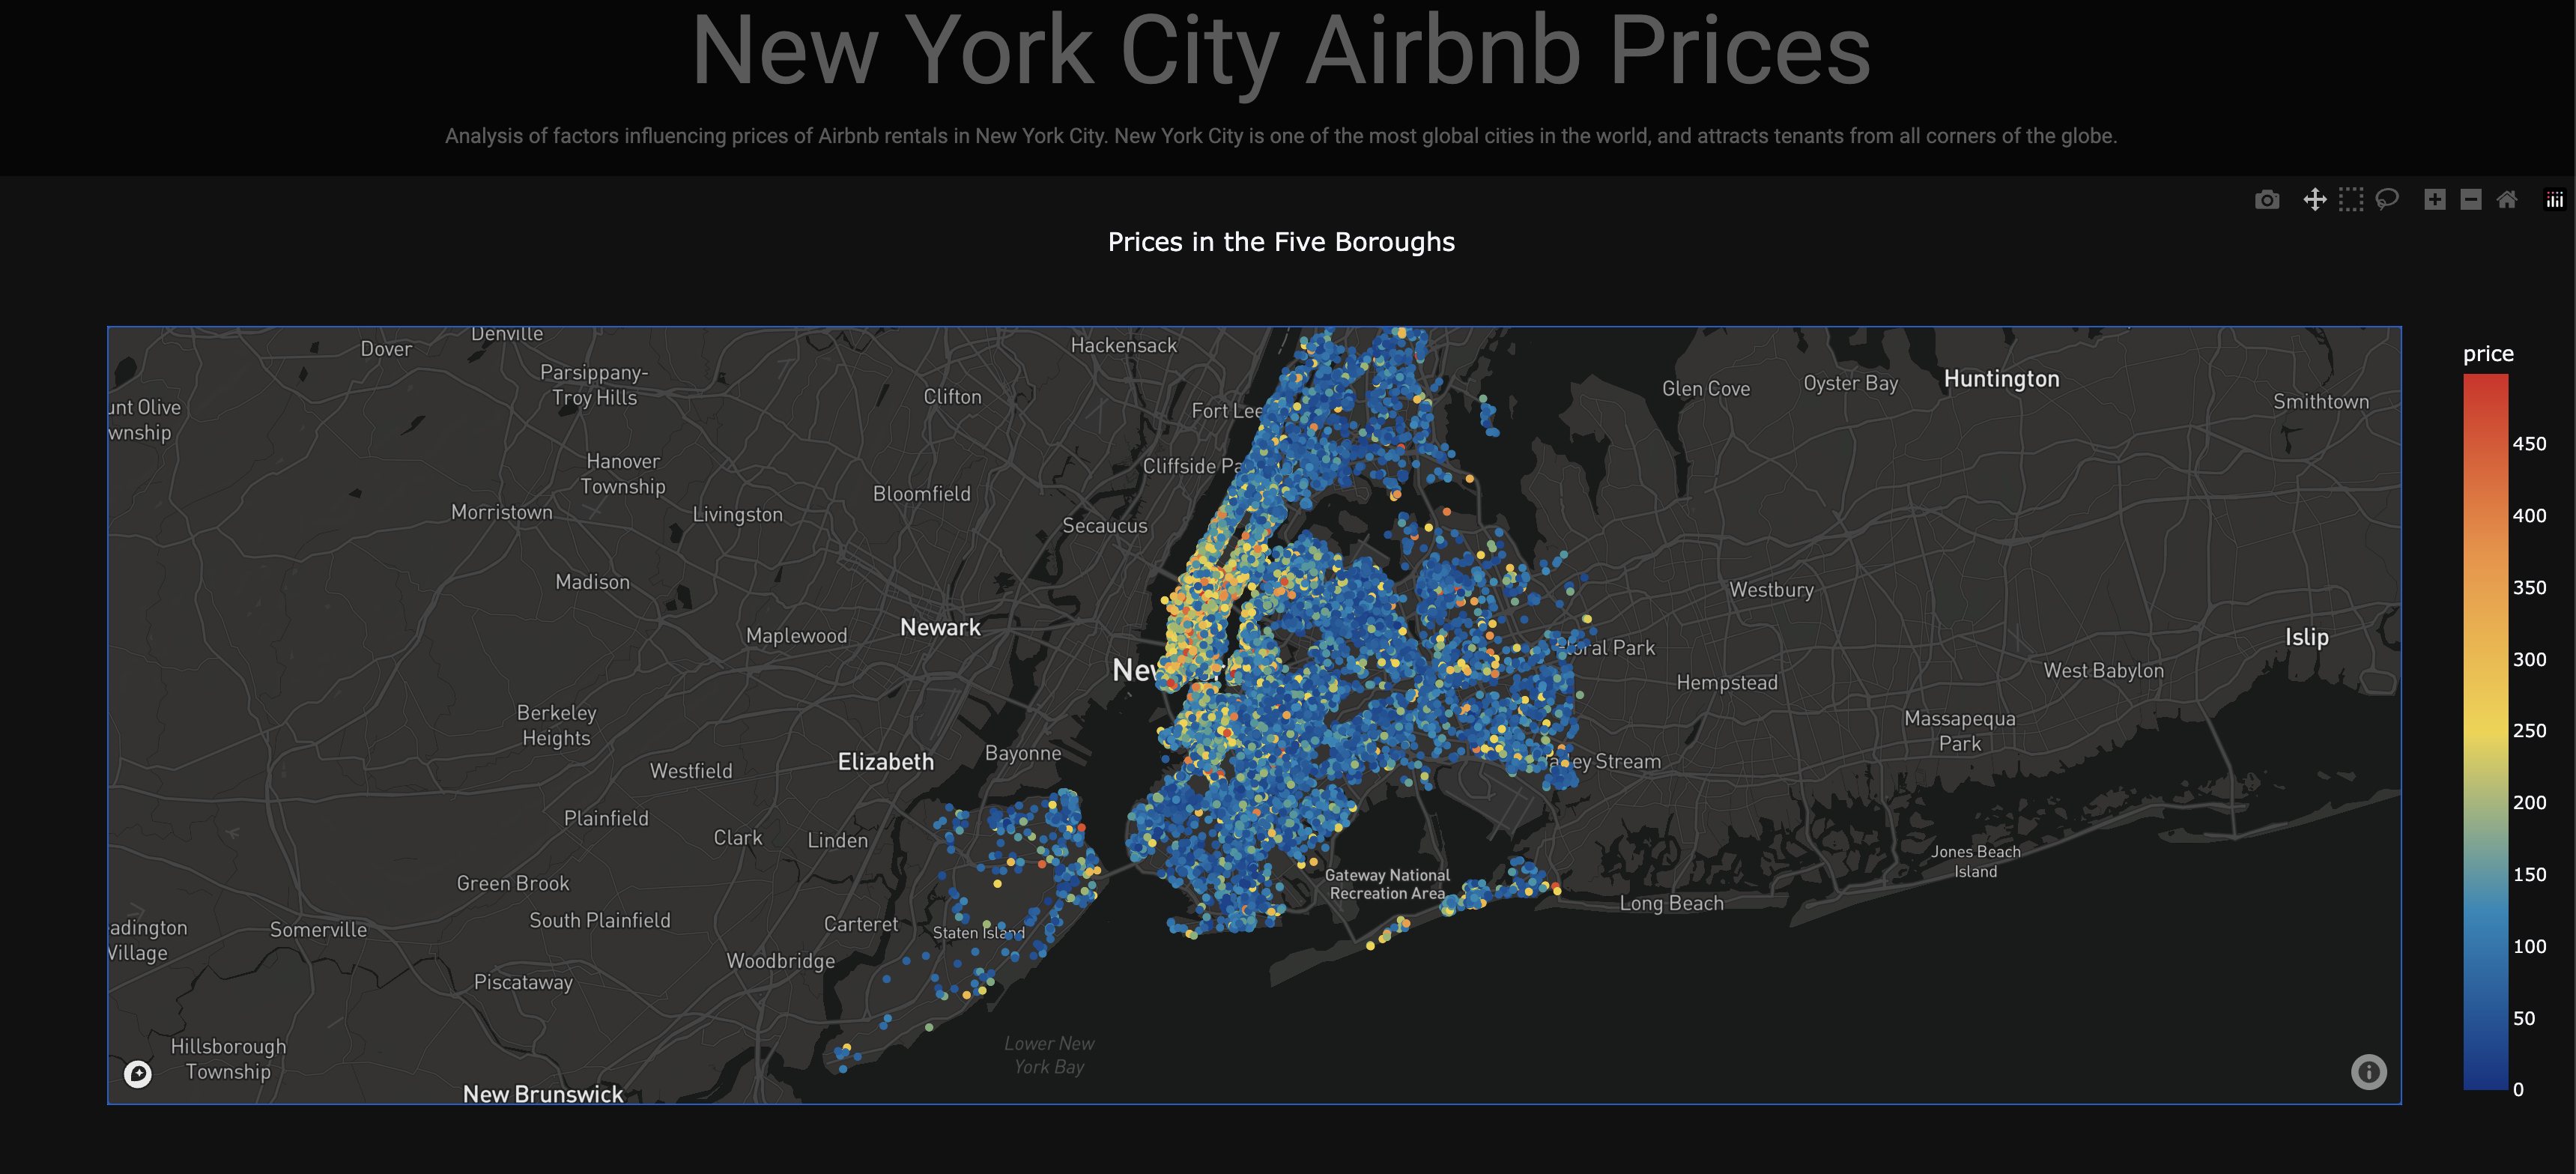 New York City Airbnb Prices
Analysis of factors influencing prices of Airbnb rentals in New York City. New York City is one of the most global cities in the world, and attracts tenants from all corners of the globe.
Prices in the Five Boroughs
price
450
400
350
300
250
200
150
100
50
0
Denville
Dover
Hackensack
Parsippany-
Troy Hills
Clifton
Glen Cove
Oyster Bay
Huntington
Smithtown
unt Olive
wnship
Fort Lee
Hanover
Township
Cliffside Pa
Bloomfield
Morristown
Livingston
Secaucus
Madison
Westbury
Newark
Maplewood
Islip
oral Park
New
West Babylon
Hempstead
Berkeley
Heights
Massapequa
Park
Bayonne
Elizabeth
ey Stream
Westfield
Plainfield
Clark
Linden
Jones Beach
Island
Green Brook
Gateway National
Recreation Area
Long Beach
South Plainfield
Carteret
adington
Village
Somerville
Staten Island
Woodbridge
Piscataway
Lower New
York Bay
Hillsborough
Township
New Brunswick